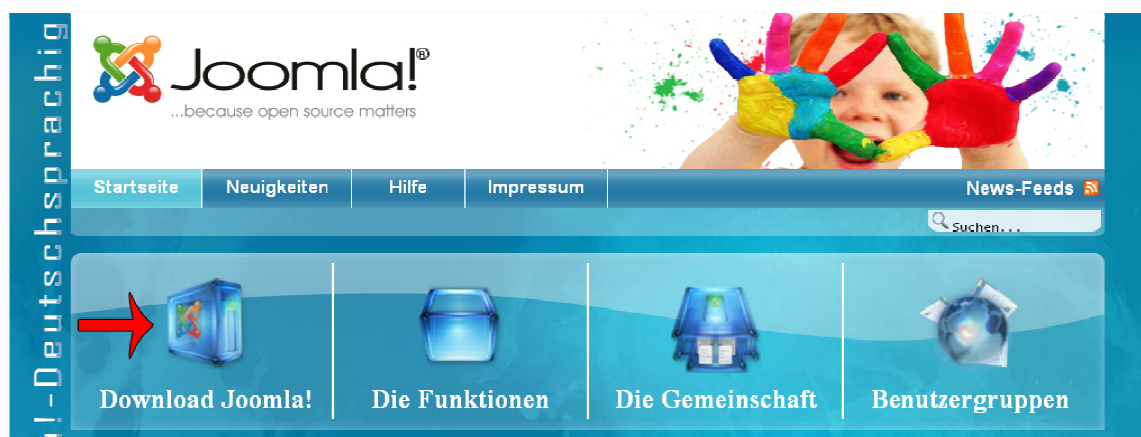 Joomla!®
...because open source matters
Startseite Neuigkeiten Hilfe Impressum News-Feeds
Suchen...
Download Joomla! Die Funktionen Die Gemeinschaft Benutzergruppen
!-Deutschsprachig